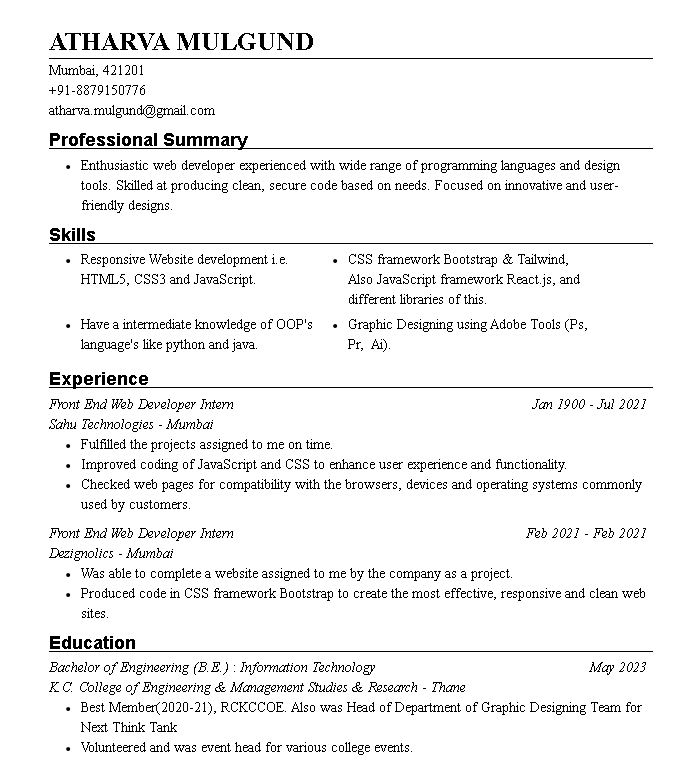 ATHARVA MULGUND
Mumbai, 421201
+91-8879150776
atharva.mulgund@gmail.com
Professional Summary
• Enthusiastic web developer experienced with wide range of programming languages and design
tools. Skilled at producing clean, secure code based on needs. Focused on innovative and user-
friendly designs.
Skills
• Responsive Website development i.e.
HTML5, CSS3 and JavaScript.
• CSS framework Bootstrap & Tailwind,
Also JavaScript framework React.js, and
different libraries of this.
• Have a intermediate knowledge of OOP's
language's like python and java.
• Graphic Designing using Adobe Tools (Ps,
Pr, Ai).
Experience
Front End Web Developer Intern Jan 1900 - Jul 2021
Sahu Technologies - Mumbai
• Fulfilled the projects assigned to me on time.
• Improved coding of JavaScript and CSS to enhance user experience and functionality.
• Checked web pages for compatibility with the browsers, devices and operating systems commonly
used by customers.
Front End Web Developer Intern Feb 2021 - Feb 2021
Dezignolics - Mumbai
• Was able to complete a website assigned to me by the company as a project.
• Produced code in CSS framework Bootstrap to create the most effective, responsive and clean web
sites.
Education
Bachelor of Engineering (B.E.) : Information Technology May 2023
K.C. College of Engineering & Management Studies & Research - Thane
• Best Member(2020-21), RCKCCOE. Also was Head of Department of Graphic Designing Team for
Next Think Tank
• Volunteered and was event head for various college events.